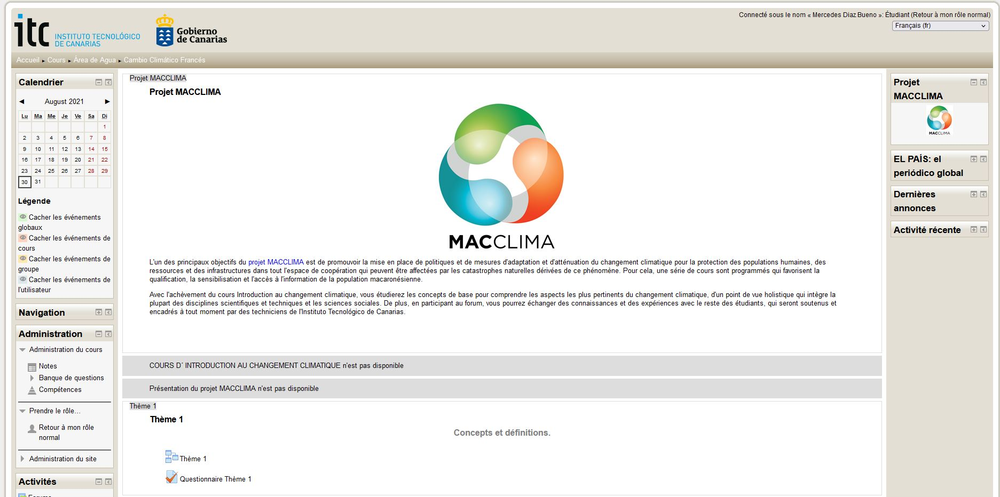 itc INSTITUTO TECNOLÓGICO
DE CANARIAS
Gobierno
de Canarias
Connecté sous le nom « Mercedes Diaz Bueno »: Étudiant (Retour à mon rôle normal)
Français (fr)
Accueil ▸ Cours ▸ Área de Agua ▸ Cambio Climático Francés
Calendrier
◄ August 2021 ►
Lu Ma Me Je Ve Sa Di
1
2 3 4 5 6 7 8
9 10 11 12 13 14 15
16 17 18 19 20 21 22
23 24 25 26 27 28 29
30 31
Légende
Cacher les événements
globaux
Cacher les événements de
cours
Cacher les événements de
groupe
Cacher les événements de
l'utilisateur
Navigation
Administration
Administration du cours
Notes
Banque de questions
Compétences
Prendre le rôle...
Retour à mon rôle
normal
Administration du site
Activités
Forums
Projet MACCLIMA
Projet MACCLIMA
MACCLIMA
L'un des principaux objectifs du projet MACCLIMA est de promouvoir la mise en place de politiques et de mesures d'adaptation et d'atténuation du changement climatique pour la protection des populations humaines, des
ressources et des infrastructures dans tout l'espace de coopération qui peuvent être affectées par les catastrophes naturelles dérivées de ce phénomène. Pour cela, une série de cours sont programmés qui favorisent la
qualification, la sensibilisation et l'accès à l'information de la population macaronésienne.
Avec l'achèvement du cours Introduction au changement climatique, vous étudierez les concepts de base pour comprendre les aspects les plus pertinents du changement climatique, d'un point de vue holistique qui intègre la
plupart des disciplines scientifiques et techniques et les sciences sociales. De plus, en participant au forum, vous pourrez échanger des connaissances et des expériences avec le reste des étudiants, qui seront soutenus et
encadrés à tout moment par des techniciens de l'Instituto Tecnológico de Canarias.
COURS D´ INTRODUCTION AU CHANGEMENT CLIMATIQUE n'est pas disponible
Présentation du projet MACCLIMA n'est pas disponible
Thème 1
Thème 1
Concepts et définitions.
Thème 1
Questionnaire Thème 1
Projet
MACCLIMA
MACCLIMA
EL PAÍS: el
periódico global
Dernières
annonces
Activité récente